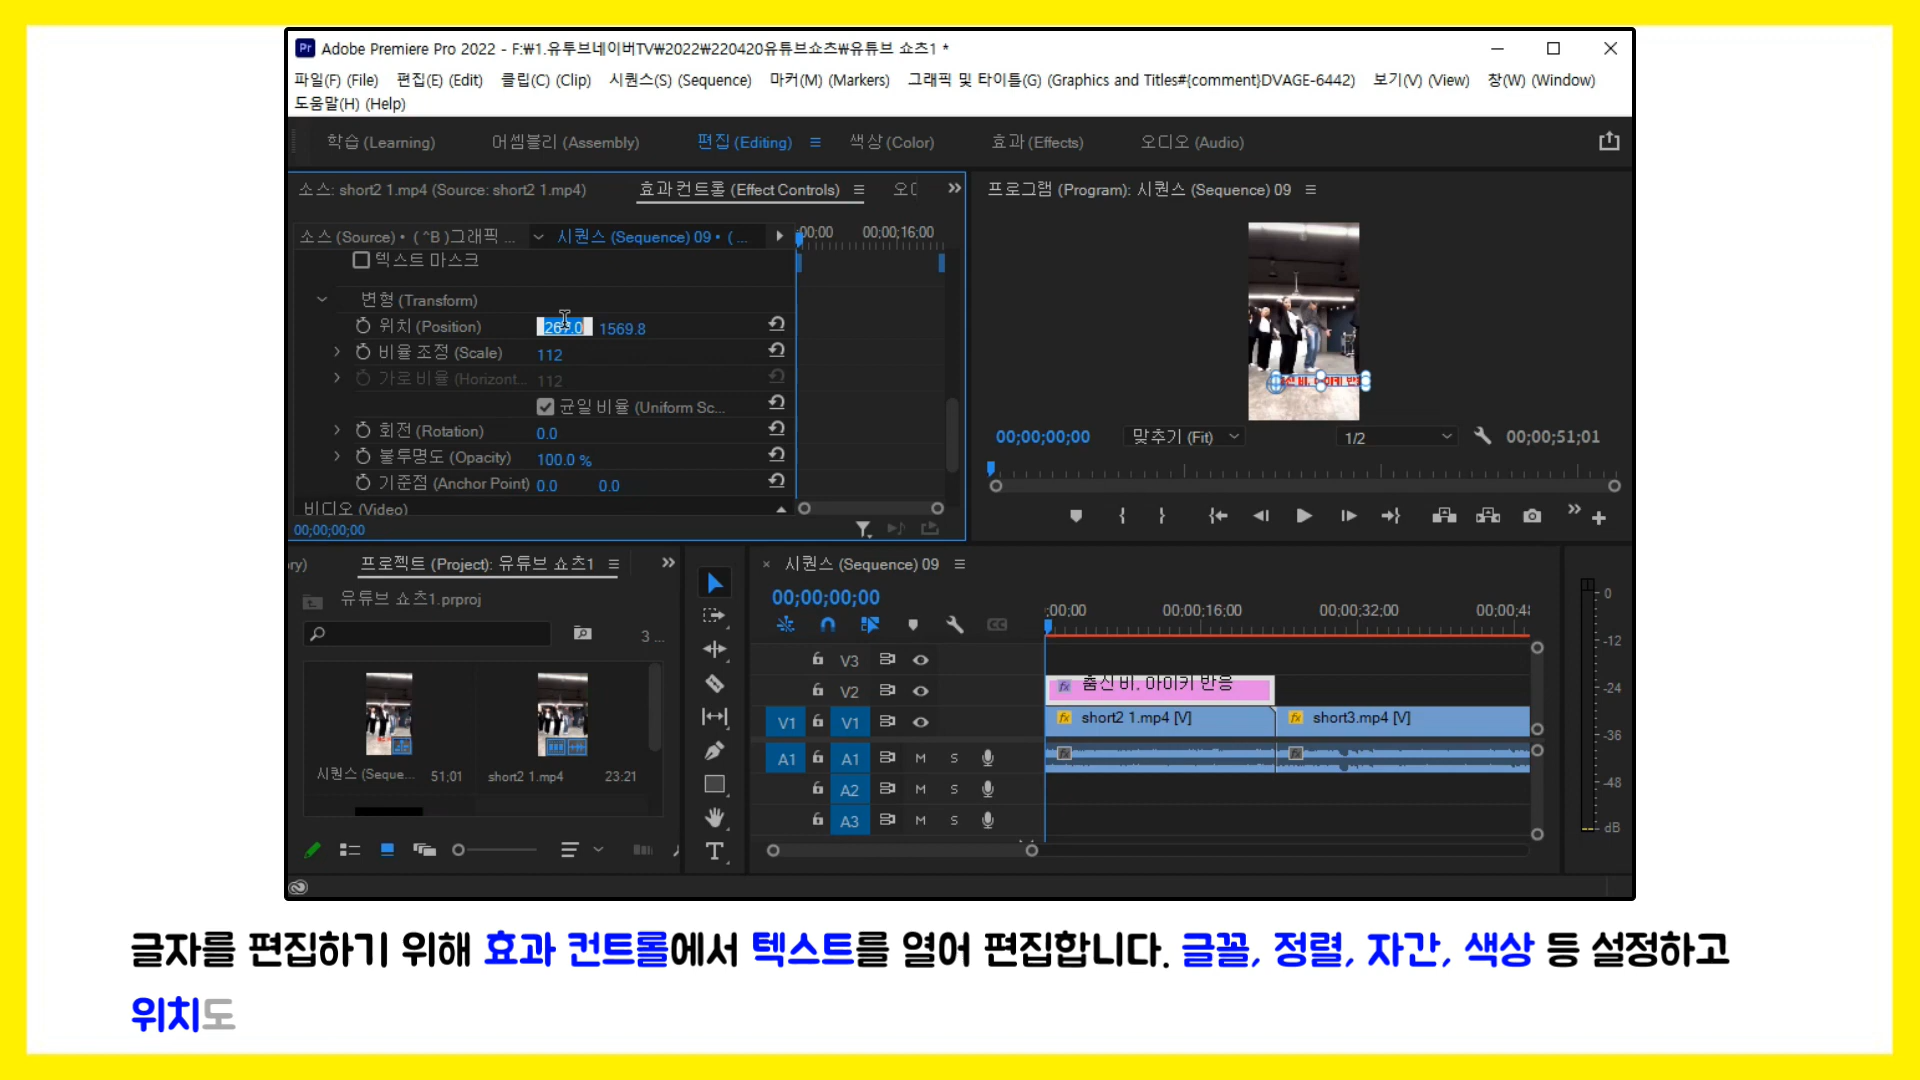 Adobe Premiere Pro 2022 - F:₩1.유투브네이버TV₩2022₩220420유튜브쇼츠₩유튜브 쇼츠1 *
파일(F) (File) 편집(E) (Edit) 클립(C) (Clip) 시퀀스(S) (Sequence) 마커(M) (Markers) 그래픽 및 타이틀(G) (Graphics and Titles#{comment}DVAGE-6442) 보기(V) (View) 창(W) (Window)
도움말(H) (Help)
학습 (Learning) 어셈블리 (Assembly) 편집 (Editing) 색상 (Color) 효과 (Effects) 오디오 (Audio)
소스: short2 1.mp4 (Source: short2 1.mp4) 효과 컨트롤 (Effect Controls)
프로그램 (Program): 시퀀스 (Sequence) 09
소스 (Source) • ( ^B )그래픽 ... 시퀀스 (Sequence) 09 • ( ...
:00;00 00;00;16;00
텍스트 마스크
변형 (Transform)
위치 (Position) 267.0 1569.8
비율 조정 (Scale) 112
가로 비율 (Horizont... 112
균일 비율 (Uniform Sc...
회전 (Rotation) 0.0
불투명도 (Opacity) 100.0 %
기준점 (Anchor Point) 0.0 0.0
비디오 (Video)
00;00;00;00
00;00;00;00 맞추기 (Fit) 1/2 00;00;51;01
ry) 프로젝트 (Project): 유튜브 쇼츠1
유튜브 쇼츠1.prproj
3 ...
시퀀스 (Seque... 51;01
short2 1.mp4 23:21
× 시퀀스 (Sequence) 09
00;00;00;00
:00;00 00;00;16;00 00;00;32;00 00;00;48
V3
V2 fx 춤신 비, 아이키 반응
V1 V1 fx short2 1.mp4 [V] fx short3.mp4 [V]
A1 A1 M S
A2 M S
A3 M S
0
-12
-24
-36
-48
dB
글자를 편집하기 위해 효과 컨트롤에서 텍스트를 열어 편집합니다. 글꼴, 정렬, 자간, 색상 등 설정하고
위치도